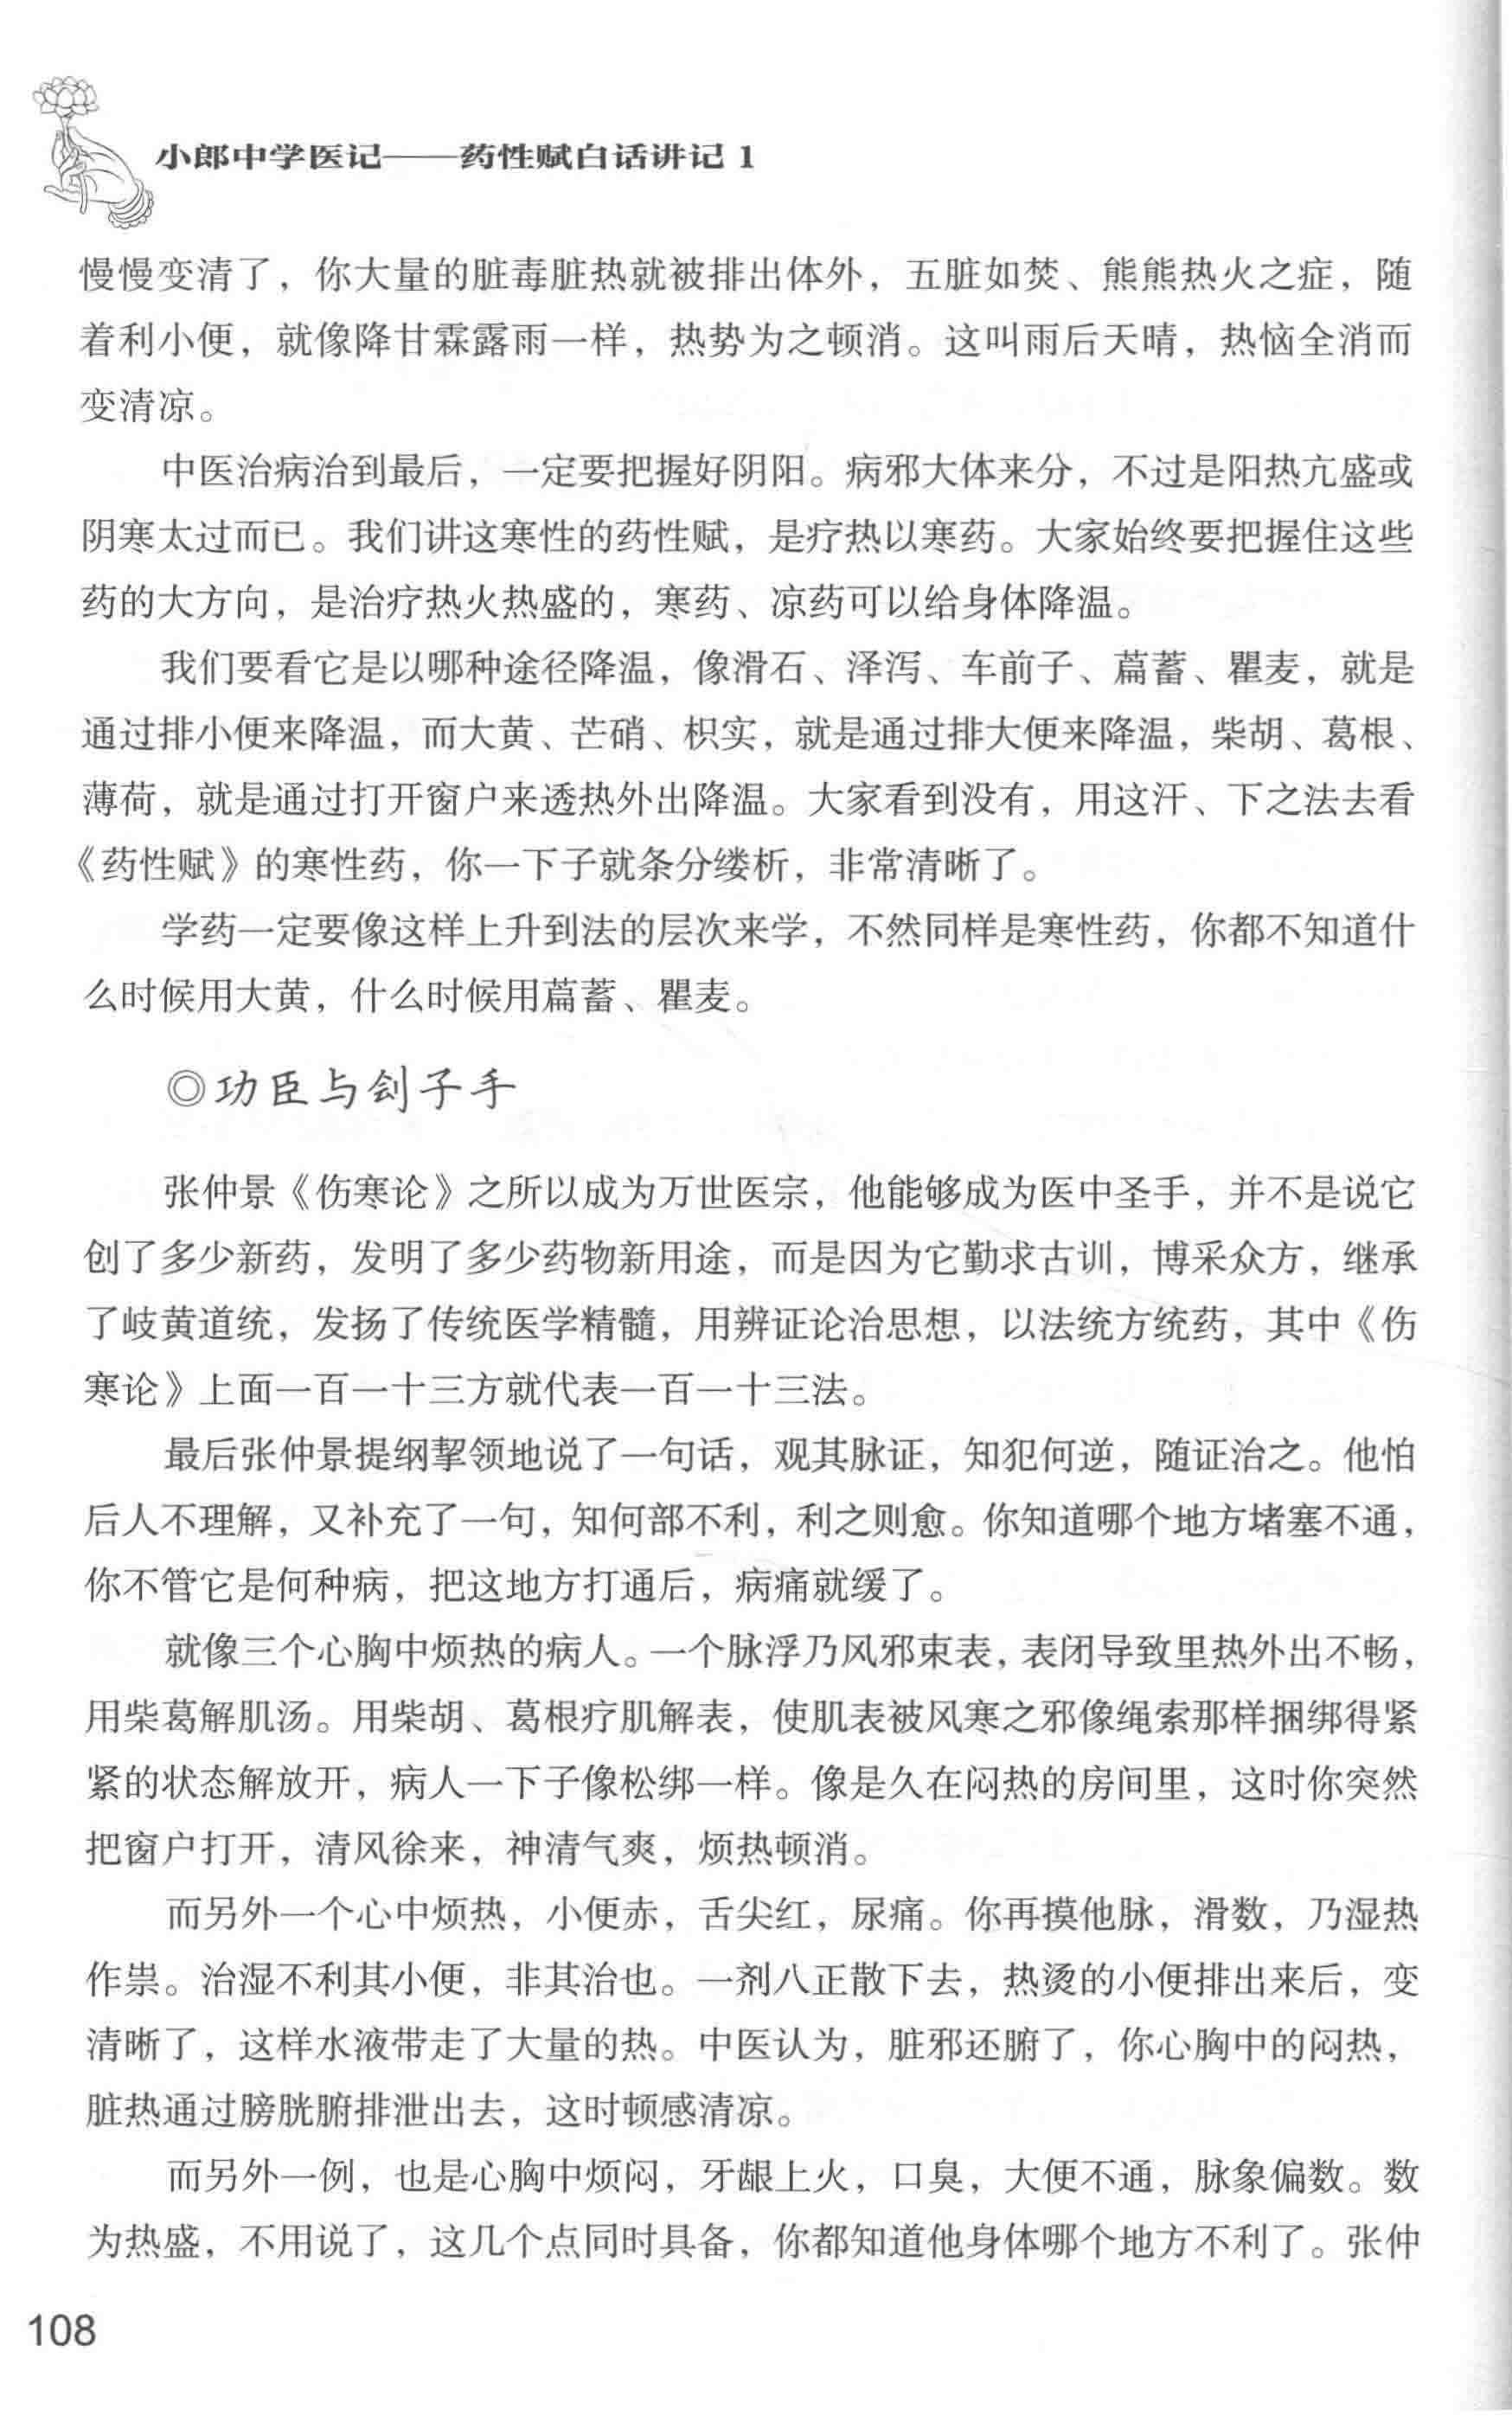 小郎中学医记——药性赋白话讲记 1
慢慢变清了，你大量的脏毒脏热就被排出体外，五脏如焚、熊熊热火之症，随
着利小便，就像降甘霖露雨一样，热势为之顿消。这叫雨后天晴，热恼全消而
变清凉。
中医治病治到最后，一定要把握好阴阳。病邪大体来分，不过是阳热亢盛或
阴寒太过而已。我们讲这寒性的药性赋，是疗热以寒药。大家始终要把握住这些
药的大方向，是治疗热火热盛的，寒药、凉药可以给身体降温。
我们要看它是以哪种途径降温，像滑石、泽泻、车前子、萹蓄、瞿麦，就是
通过排小便来降温，而大黄、芒硝、枳实，就是通过排大便来降温，柴胡、葛根、
薄荷，就是通过打开窗户来透热外出降温。大家看到没有，用这汗、下之法去看
《药性赋》的寒性药，你一下子就条分缕析，非常清晰了。
学药一定要像这样上升到法的层次来学，不然同样是寒性药，你都不知道什
么时候用大黄，什么时候用萹蓄、瞿麦。
◎功臣与刽子手
张仲景《伤寒论》之所以成为万世医宗，他能够成为医中圣手，并不是说它
创了多少新药，发明了多少药物新用途，而是因为它勤求古训，博采众方，继承
了岐黄道统，发扬了传统医学精髓，用辨证论治思想，以法统方统药，其中《伤
寒论》上面一百一十三方就代表一百一十三法。
最后张仲景提纲挈领地说了一句话，观其脉证，知犯何逆，随证治之。他怕
后人不理解，又补充了一句，知何部不利，利之则愈。你知道哪个地方堵塞不通，
你不管它是何种病，把这地方打通后，病痛就缓了。
就像三个心胸中烦热的病人。一个脉浮乃风邪束表，表闭导致里热外出不畅，
用柴葛解肌汤。用柴胡、葛根疗肌解表，使肌表被风寒之邪像绳索那样捆绑得紧
紧的状态解放开，病人一下子像松绑一样。像是久在闷热的房间里，这时你突然
把窗户打开，清风徐来，神清气爽，烦热顿消。
而另外一个心中烦热，小便赤，舌尖红，尿痛。你再摸他脉，滑数，乃湿热
作祟。治湿不利其小便，非其治也。一剂八正散下去，热烫的小便排出来后，变
清晰了，这样水液带走了大量的热。中医认为，脏邪还腑了，你心胸中的闷热，
脏热通过膀胱腑排泄出去，这时顿感清凉。
而另外一例，也是心胸中烦闷，牙龈上火，口臭，大便不通，脉象偏数。数
为热盛，不用说了，这几个点同时具备，你都知道他身体哪个地方不利了。张仲
108